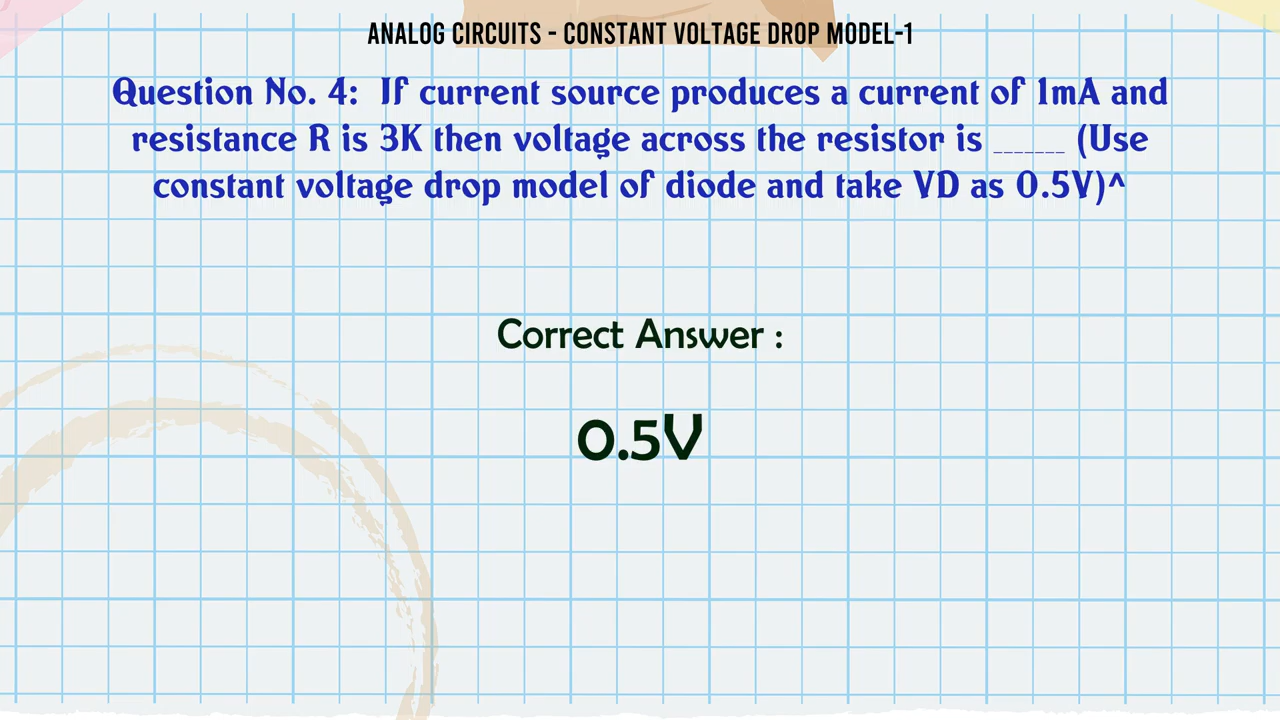 ANALOG CIRCUITS - CONSTANT VOLTAGE DROP MODEL-1
Question No. 4: If current source produces a current of 1mA and
resistance R is 3K then voltage across the resistor is _______ (Use
constant voltage drop model of diode and take VD as 0.5V)^
Correct Answer :
0.5V